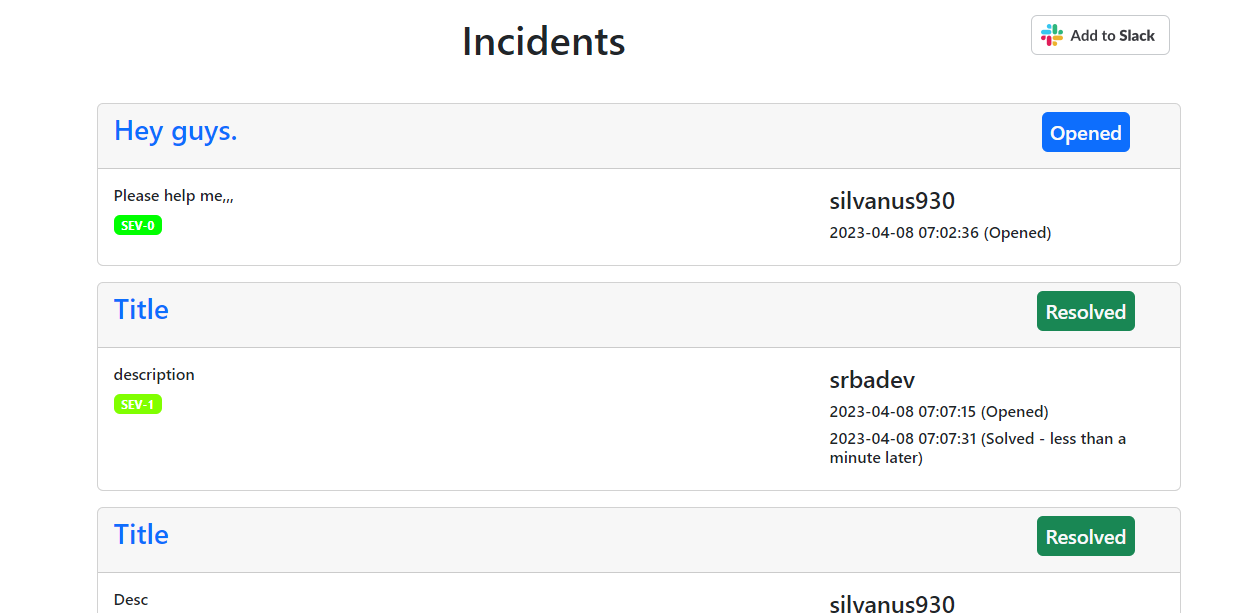 Incidents
Add to Slack
Hey guys.
Opened
Please help me,,,
SEV-0
silvanus930
2023-04-08 07:02:36 (Opened)
Title
Resolved
description
SEV-1
srbadev
2023-04-08 07:07:15 (Opened)
2023-04-08 07:07:31 (Solved - less than a
minute later)
Title
Resolved
Desc
silvanus930